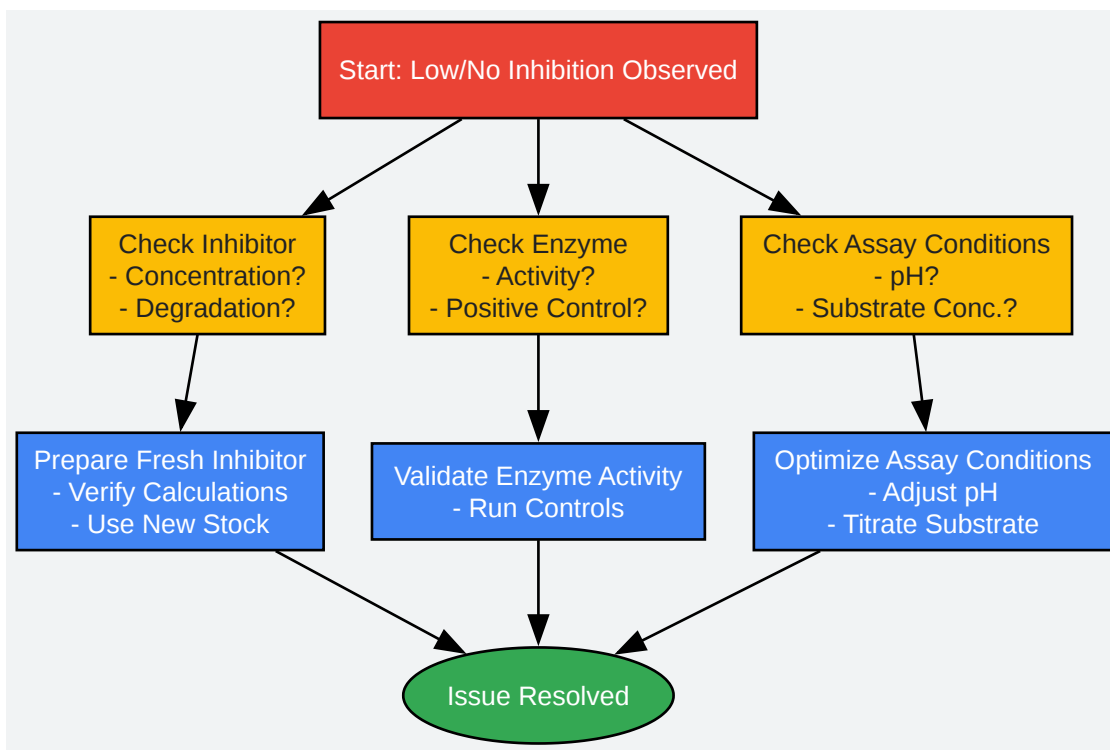 Start: Low/No Inhibition Observed
Check Inhibitor
- Concentration?
- Degradation?
Check Enzyme
- Activity?
- Positive Control?
Check Assay Conditions
- pH?
- Substrate Conc.?
Prepare Fresh Inhibitor
- Verify Calculations
- Use New Stock
Validate Enzyme Activity
- Run Controls
Optimize Assay Conditions
- Adjust pH
- Titrate Substrate
Issue Resolved